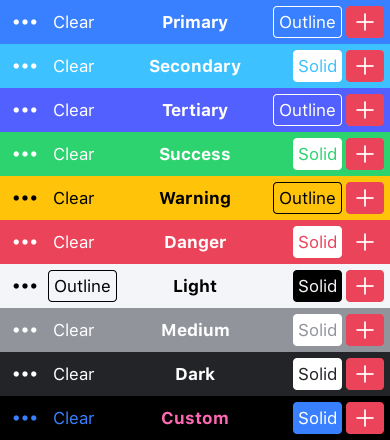 Clear Primary Outline
Clear Secondary Solid
Clear Tertiary Outline
Clear Success Solid
Clear Warning Outline
Clear Danger Solid
Outline Light Solid
Clear Medium Solid
Clear Dark Solid
Clear Custom Solid